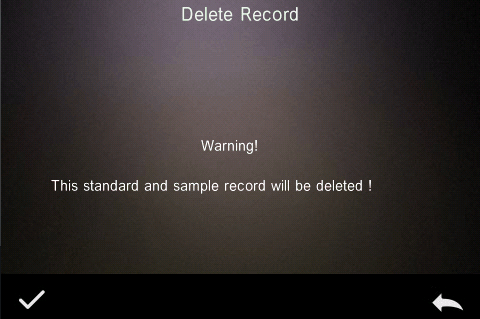 Delete Record
Warning!
This standard and sample record will be deleted !